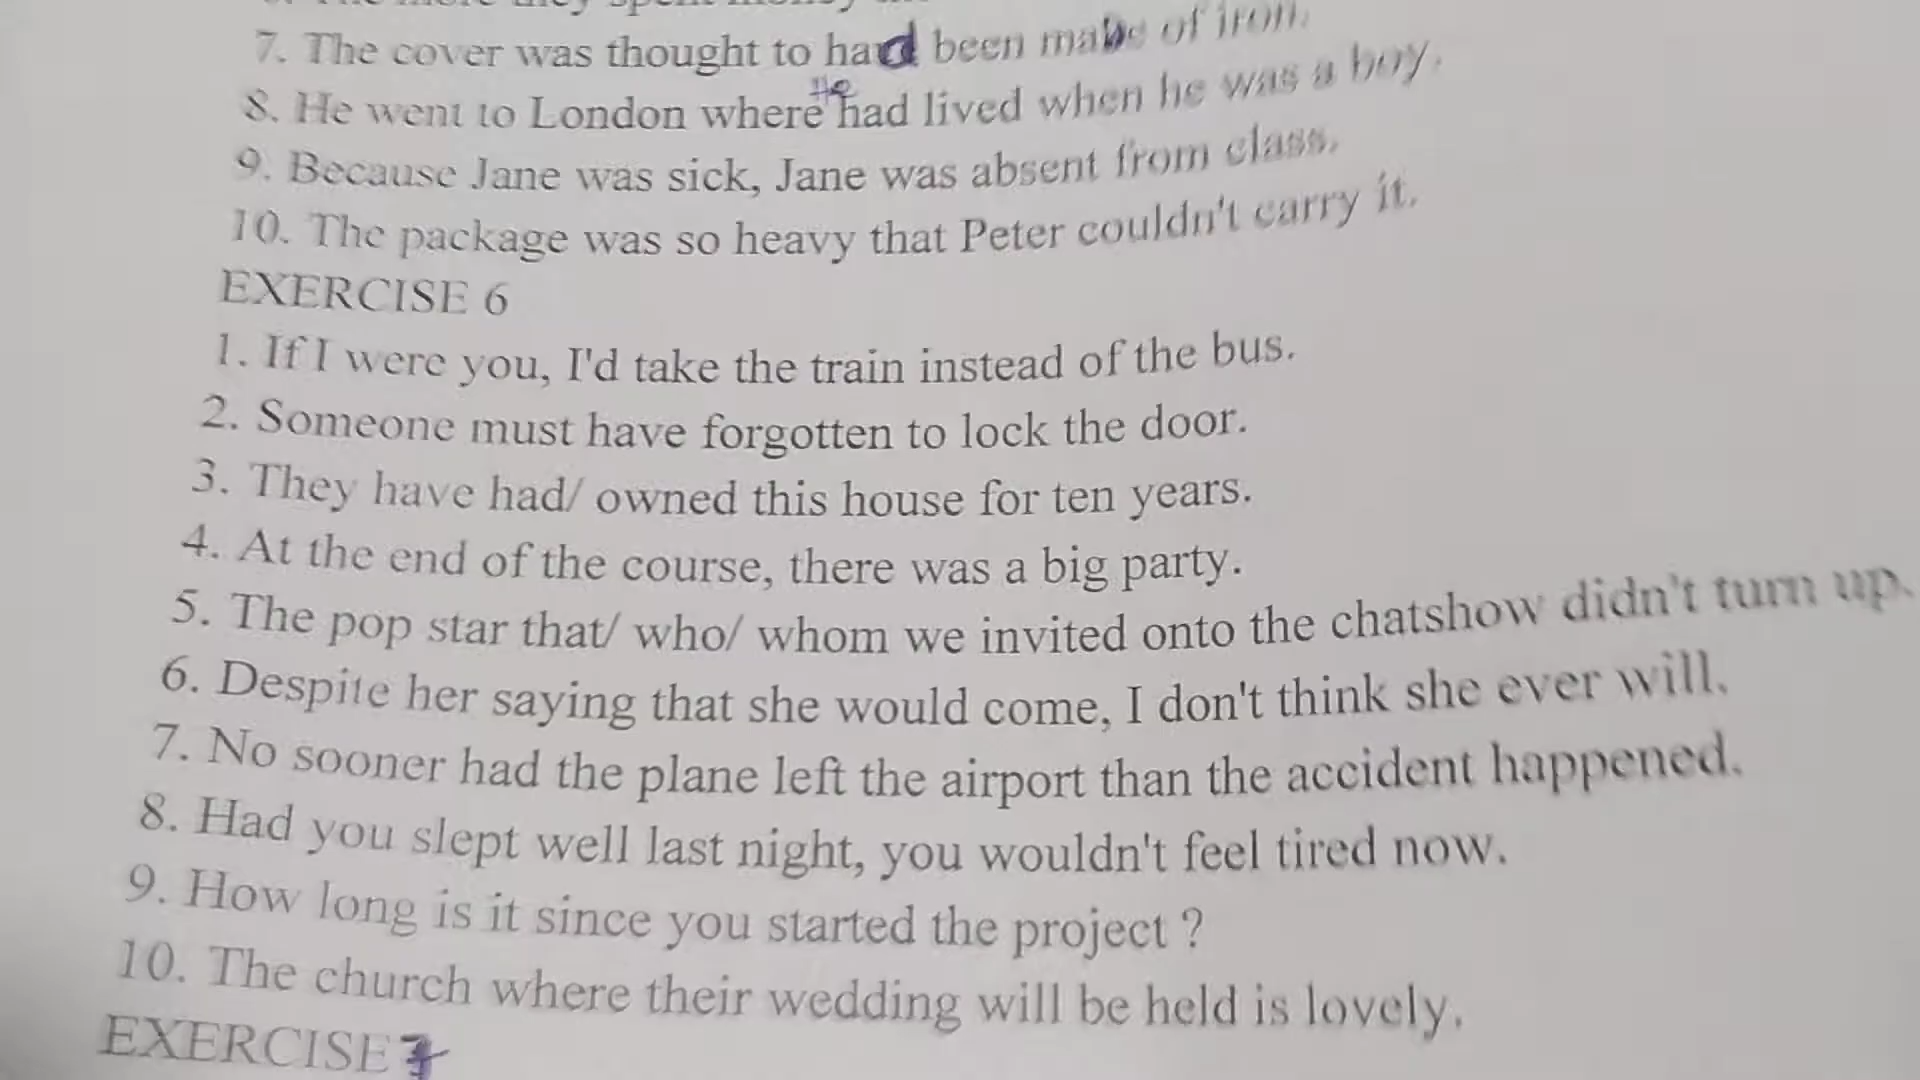 The more they spent money
7. The cover was thought to had been made of iron.
8. He went to London where he had lived when he was a boy.
9. Because Jane was sick, Jane was absent from class.
10. The package was so heavy that Peter couldn't carry it.
EXERCISE 6
1. If I were you, I'd take the train instead of the bus.
2. Someone must have forgotten to lock the door.
3. They have had/ owned this house for ten years.
4. At the end of the course, there was a big party.
5. The pop star that/ who/ whom we invited onto the chatshow didn't turn up.
6. Despite her saying that she would come, I don't think she ever will.
7. No sooner had the plane left the airport than the accident happened.
8. Had you slept well last night, you wouldn't feel tired now.
9. How long is it since you started the project ?
10. The church where their wedding will be held is lovely.
EXERCISE 7